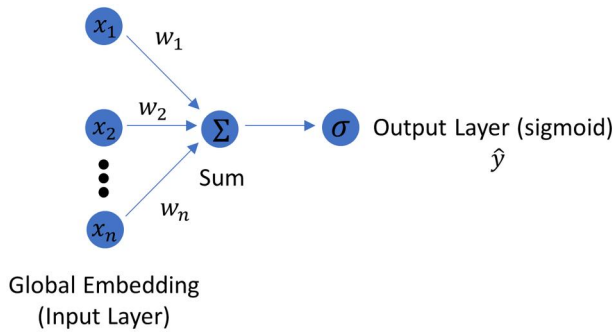 x₁
w₁
x₂
w₂
Σ
σ
Output Layer (sigmoid)
ŷ
Sum
wₙ
xₙ
Global Embedding
(Input Layer)